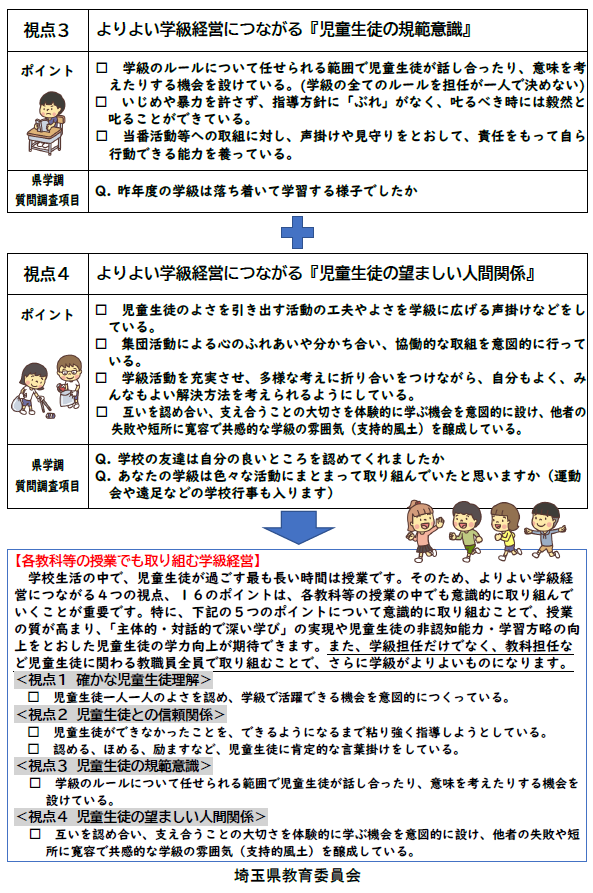 視点３
よりよい学級経営につながる『児童生徒の規範意識』
ポイント
□　学級のルールについて任せられる範囲で児童生徒が話し合ったり、意味を考
えたりする機会を設けている。(学級の全てのルールを担任が一人で決めない)
□　いじめや暴力を許さず、指導方針に「ぶれ」がなく、叱るべき時には毅然と
叱ることができている。
□　当番活動等への取組に対し、声掛けや見守りをとおして、責任をもって自ら
行動できる能力を養っている。
県学調
質問調査項目
Q．昨年度の学級は落ち着いて学習する様子でしたか
視点４
よりよい学級経営につながる『児童生徒の望ましい人間関係』
ポイント
□　児童生徒のよさを引き出す活動の工夫やよさを学級に広げる声掛けなどをし
ている。
□　集団活動による心のふれあいや分かち合い、協働的な取組を意図的に行って
いる。
□　学級活動を充実させ、多様な考えに折り合いをつけながら、自分もよく、み
んなもよい解決方法を考えられるようにしている。
□　互いを認め合い、支え合うことの大切さを体験的に学ぶ機会を意図的に設け、他者の
失敗や短所に寛容で共感的な学級の雰囲気（支持的風土）を醸成している。
県学調
質問調査項目
Q．学校の友達は自分の良いところを認めてくれましたか
Q．あなたの学級は色々な活動にまとまって取り組んでいたと思いますか（運動
会や遠足などの学校行事も入ります）
【各教科等の授業でも取り組む学級経営】
学校生活の中で、児童生徒が過ごす最も長い時間は授業です。そのため、よりよい学級経
営につながる４つの視点、１６のポイントは、各教科等の授業の中でも意識的に取り組んで
いくことが重要です。特に、下記の５つのポイントについて意識的に取り組むことで、授業
の質が高まり、「主体的・対話的で深い学び」の実現や児童生徒の非認知能力・学習方略の向
上をとおした児童生徒の学力向上が期待できます。また、学級担任だけでなく、教科担任な
ど児童生徒に関わる教職員全員で取り組むことで、さらに学級がよりよいものになります。
＜視点１ 確かな児童生徒理解＞
□　児童生徒一人一人のよさを認め、学級で活躍できる機会を意図的につくっている。
＜視点２ 児童生徒との信頼関係＞
□　児童生徒ができなかったことを、できるようになるまで粘り強く指導しようとしている。
□　認める、ほめる、励ますなど、児童生徒に肯定的な言葉掛けをしている。
＜視点３ 児童生徒の規範意識＞
□　学級のルールについて任せられる範囲で児童生徒が話し合ったり、意味を考えたりする機会を
設けている。
＜視点４ 児童生徒の望ましい人間関係＞
□　互いを認め合い、支え合うことの大切さを体験的に学ぶ機会を意図的に設け、他者の失敗や短
所に寛容で共感的な学級の雰囲気（支持的風土）を醸成している。
埼玉県教育委員会